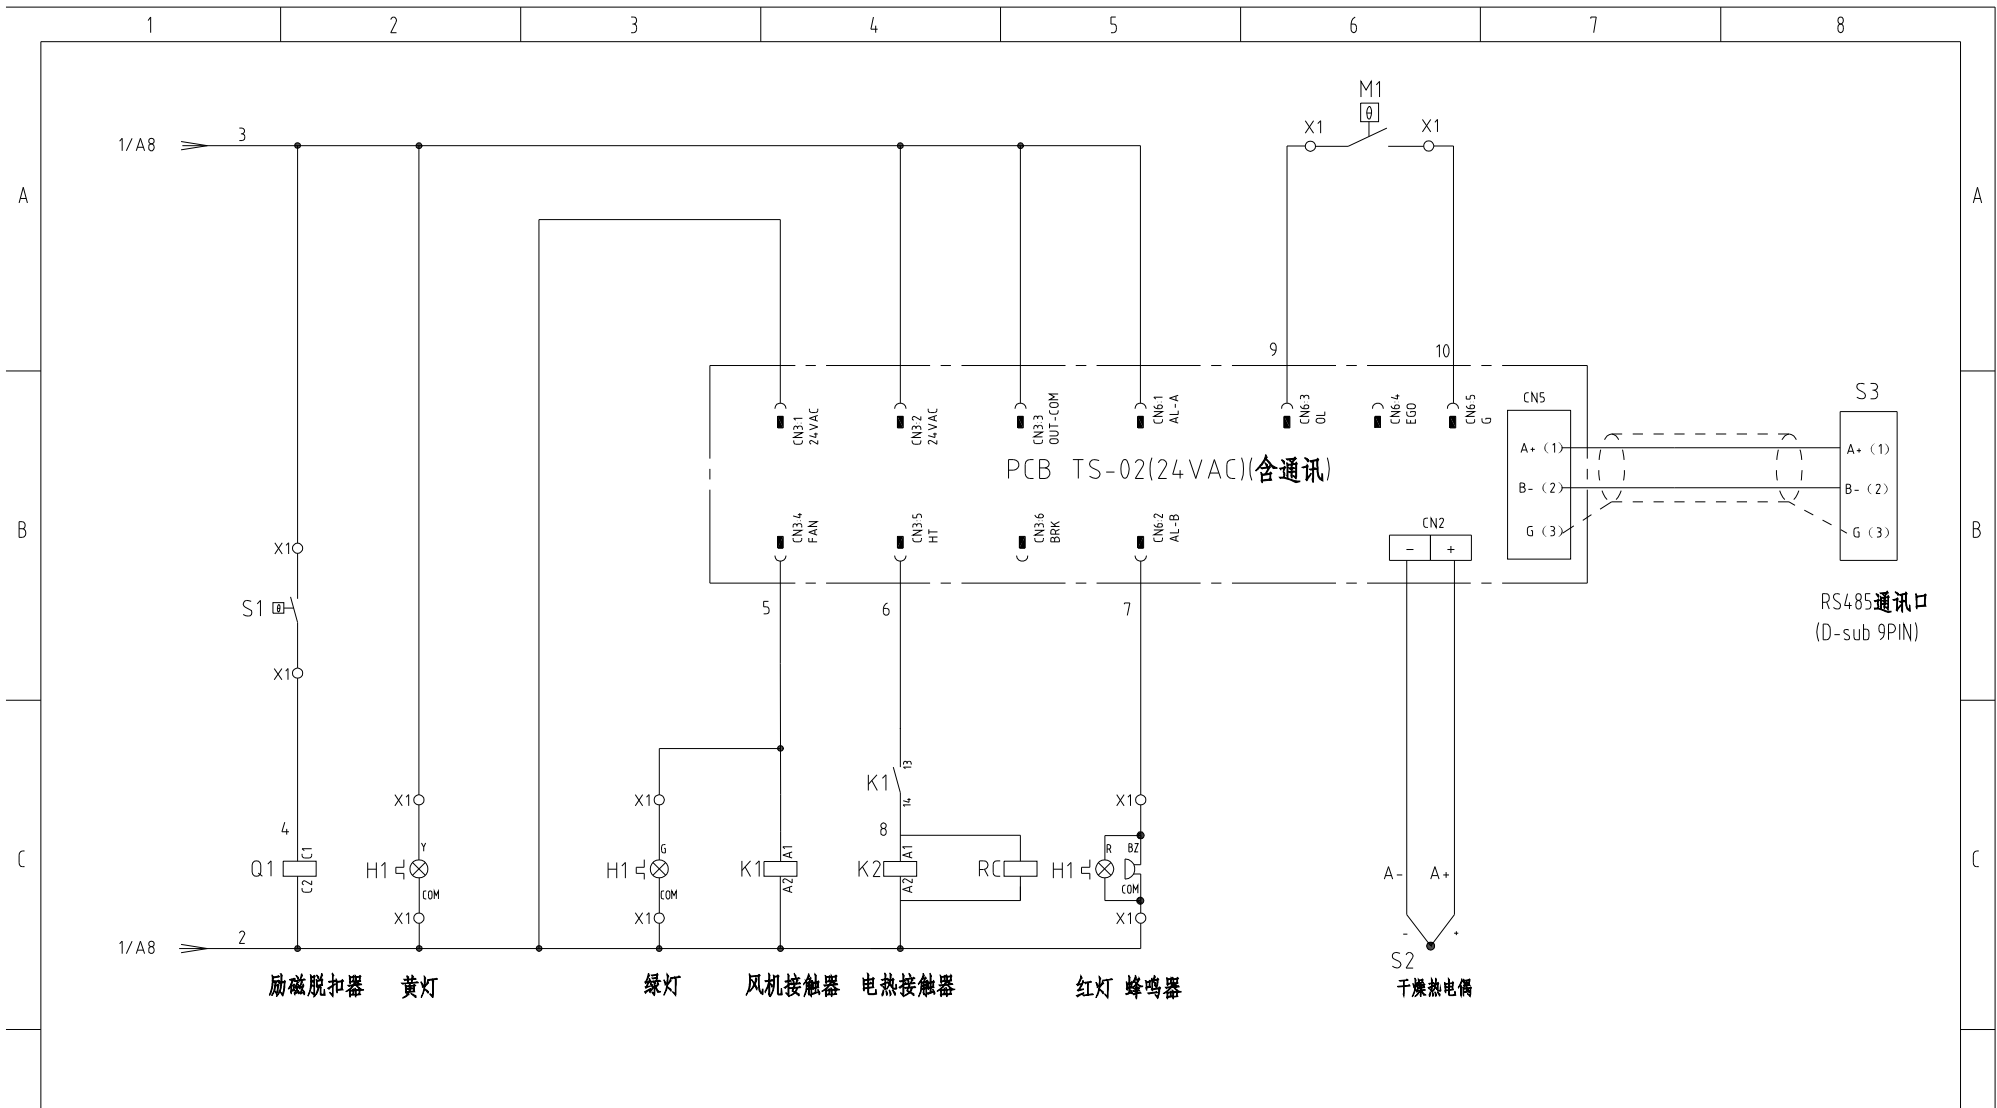 1 2 3 4 5 6 7 8
M1
θ
X1 X1
1/A8 3
A A
9 10
CN3:1 24VAC
CN3:2 24VAC
CN3:3 OUT-COM
CN6:1 AL-A
CN6:3 OL
CN6:4 EGO
CN6:5 G
CN5
S3
A+ (1) A+ (1)
PCB TS-02(24VAC)(含通讯)
B- (2) B- (2)
B B
CN3:4 FAN
CN3:5 HT
CN3:6 BRK
CN6:2 AL-B
CN2
- +
G (3) G (3)
X1
S1 θ
5 6 7
RS485通讯口
(D-sub 9PIN)
X1
K1 13 14
X1 X1 X1
4 8
C C
Q1 C1 C2
H1 Y COM
H1 G COM
K1 A1 A2
K2 A1 A2
RC
H1 R BZ COM
A- A+
X1 X1 X1
1/A8 2
- +
S2
励磁脱扣器 黄灯 绿灯 风机接触器 电热接触器 红灯 蜂鸣器 干燥热电偶